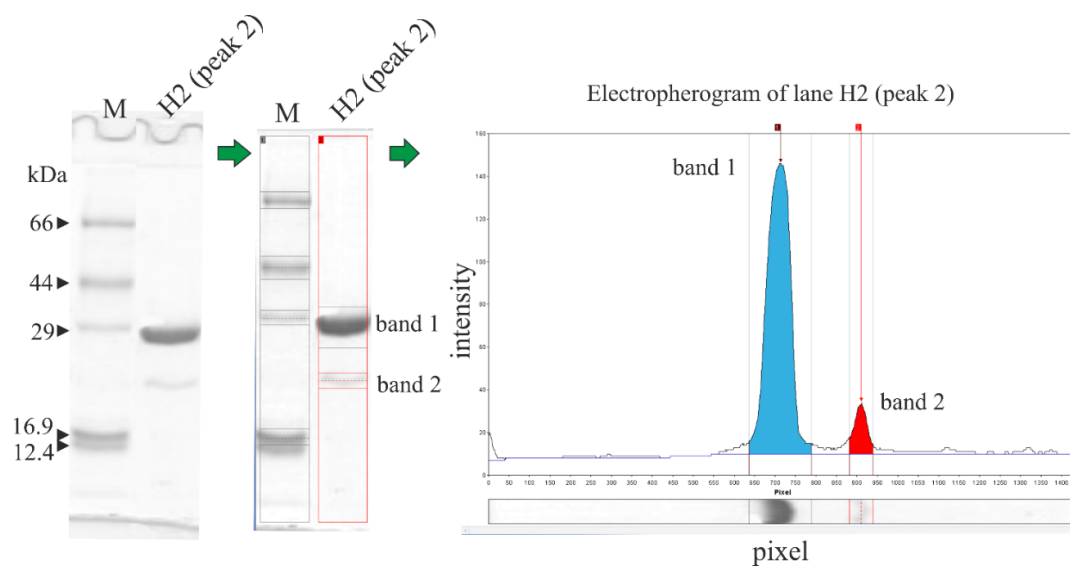 M
H2 (peak 2)
kDa
66
44
29
16.9
12.4
M
H2 (peak 2)
band 1
band 2
Electropherogram of lane H2 (peak 2)
band 1
band 2
intensity
160
140
120
100
80
60
40
20
0
0 50 100 150 200 250 300 350 400 450 500 550 600 650 700 750 800 850 900 950 1000 1050 1100 1150 1200 1250 1300 1350 1400
Pixel
pixel